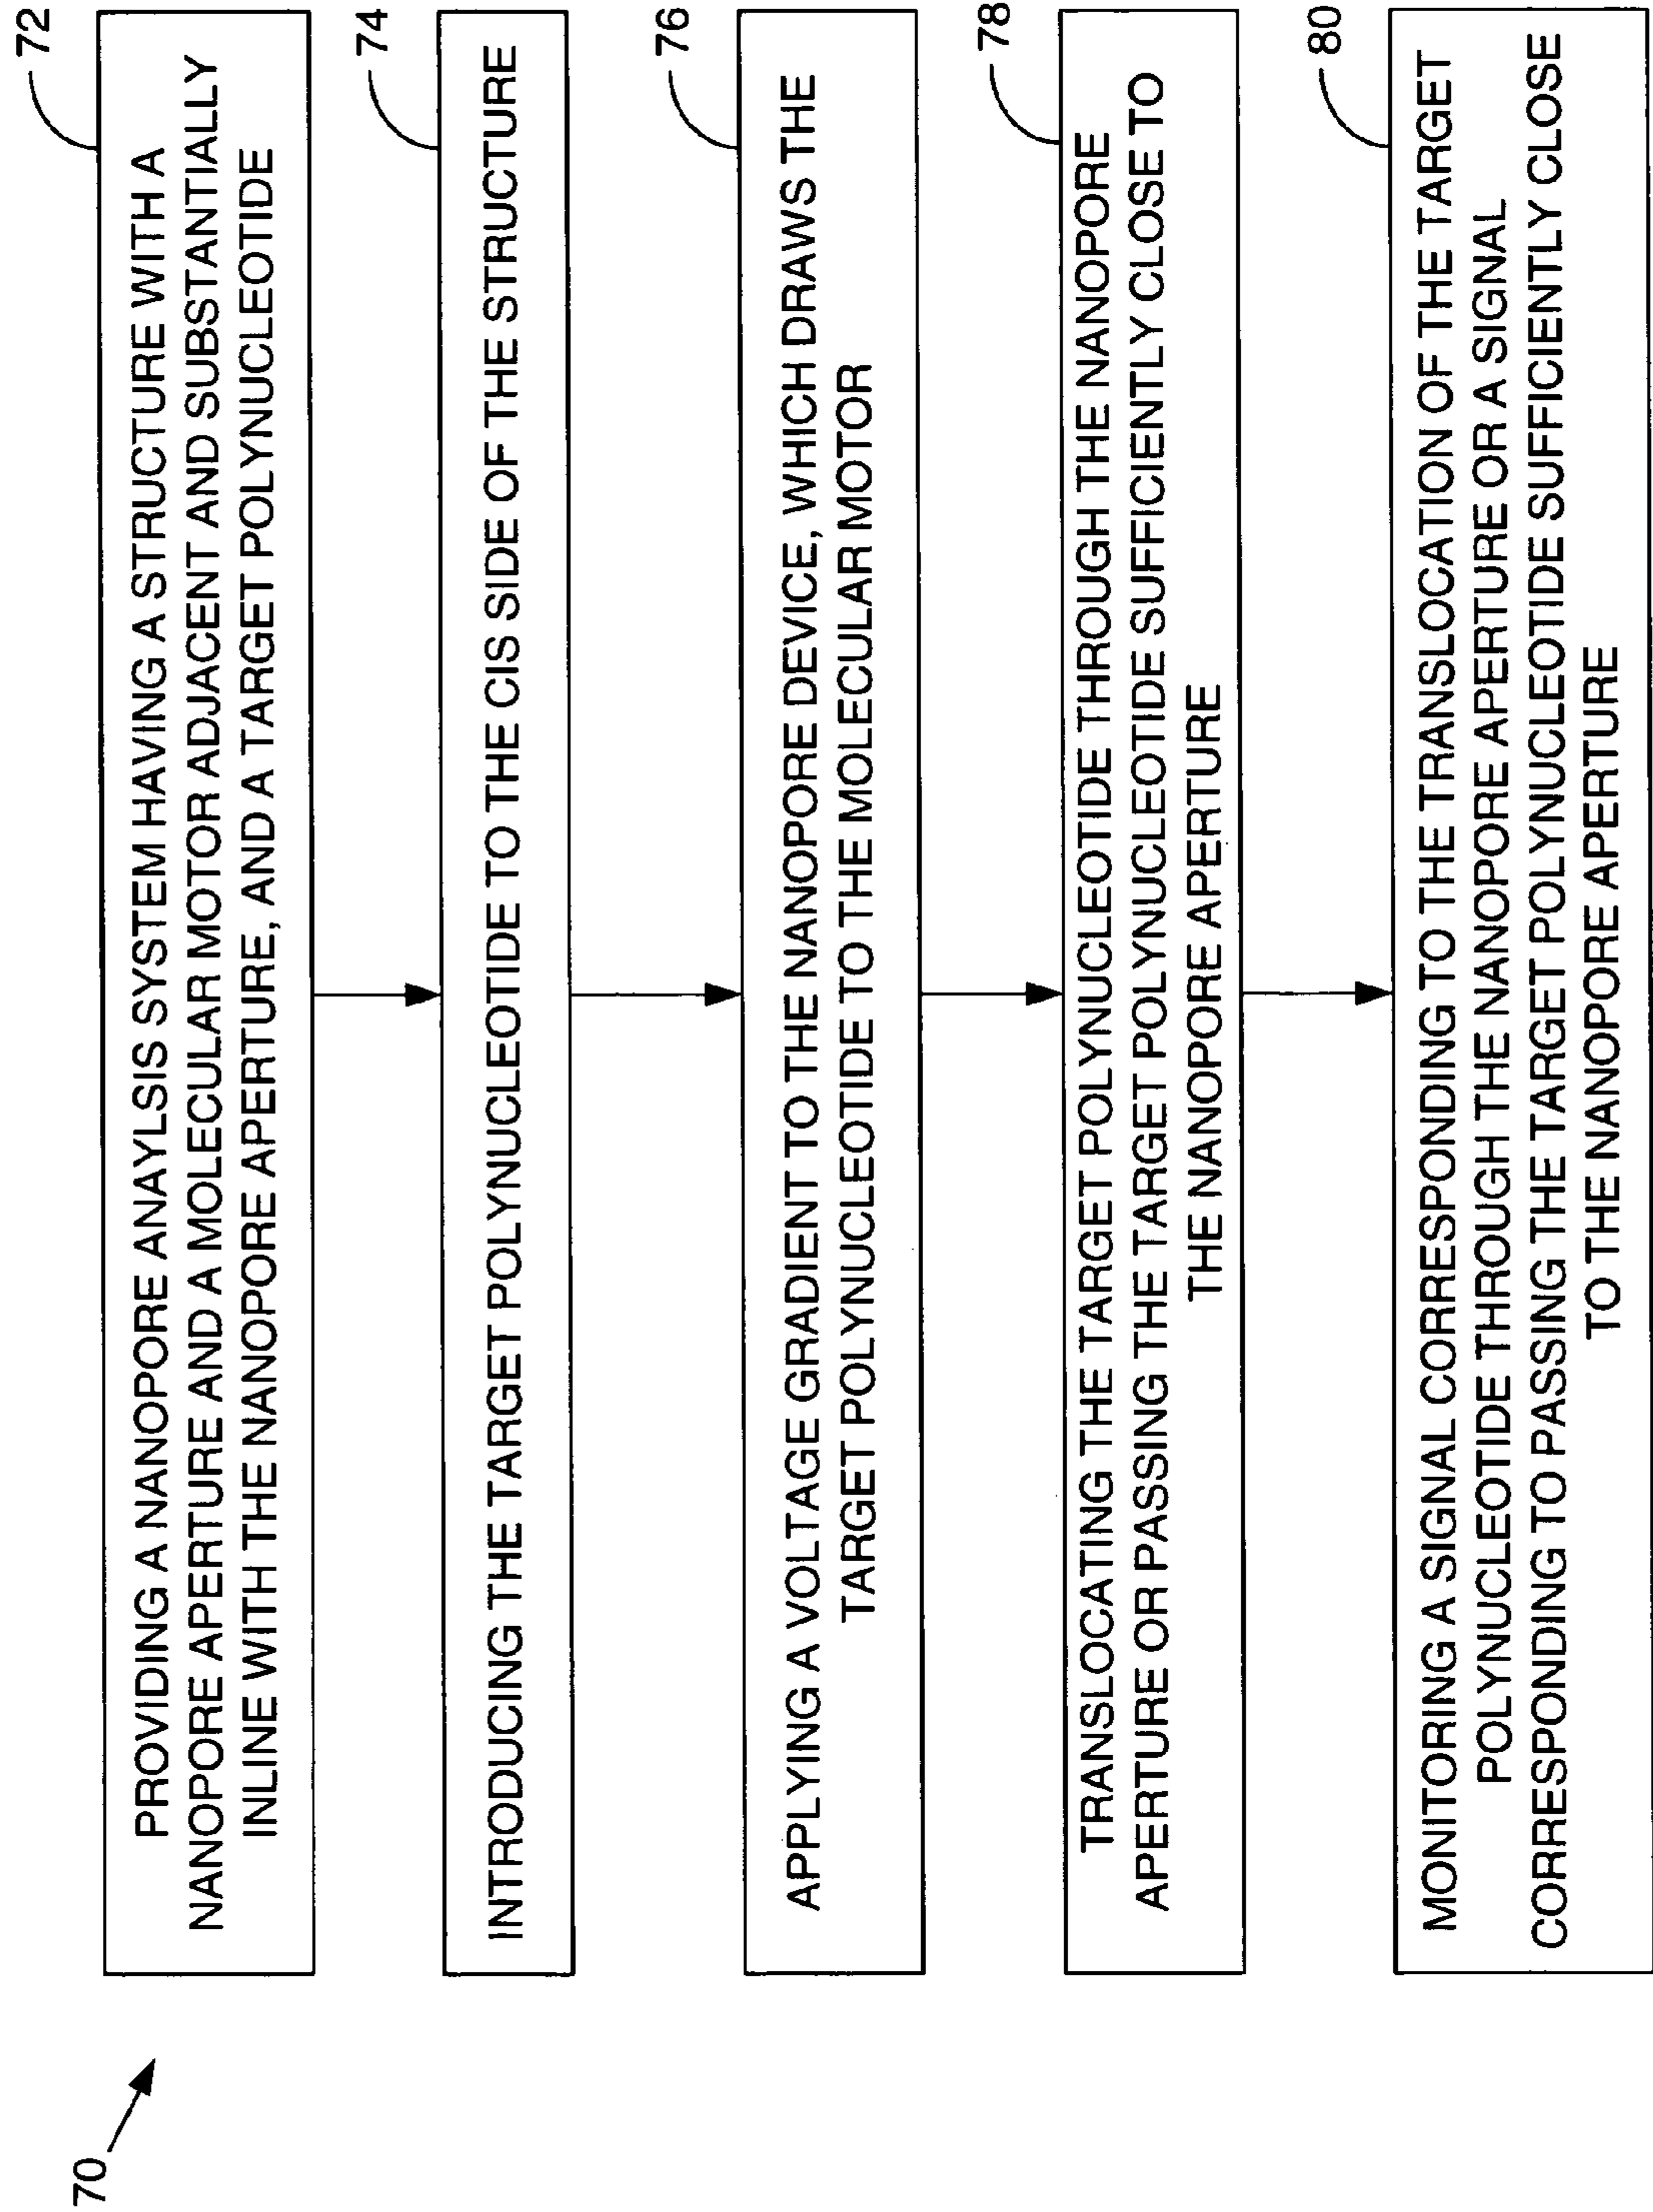 70
72
PROVIDING A NANOPORE ANAYLSIS SYSTEM HAVING A STRUCTURE WITH A
NANOPORE APERTURE AND A MOLECULAR MOTOR ADJACENT AND SUBSTANTIALLY
INLINE WITH THE NANOPORE APERTURE, AND A TARGET POLYNUCLEOTIDE
74
INTRODUCING THE TARGET POLYNUCLEOTIDE TO THE CIS SIDE OF THE STRUCTURE
76
APPLYING A VOLTAGE GRADIENT TO THE NANOPORE DEVICE, WHICH DRAWS THE
TARGET POLYNUCLEOTIDE TO THE MOLECULAR MOTOR
78
TRANSLOCATING THE TARGET POLYNUCLEOTIDE THROUGH THE NANOPORE
APERTURE OR PASSING THE TARGET POLYNUCLEOTIDE SUFFICIENTLY CLOSE TO
THE NANOPORE APERTURE
80
MONITORING A SIGNAL CORRESPONDING TO THE TRANSLOCATION OF THE TARGET
POLYNUCLEOTIDE THROUGH THE NANOPORE APERTURE OR A SIGNAL
CORRESPONDING TO PASSING THE TARGET POLYNUCLEOTIDE SUFFICIENTLY CLOSE
TO THE NANOPORE APERTURE